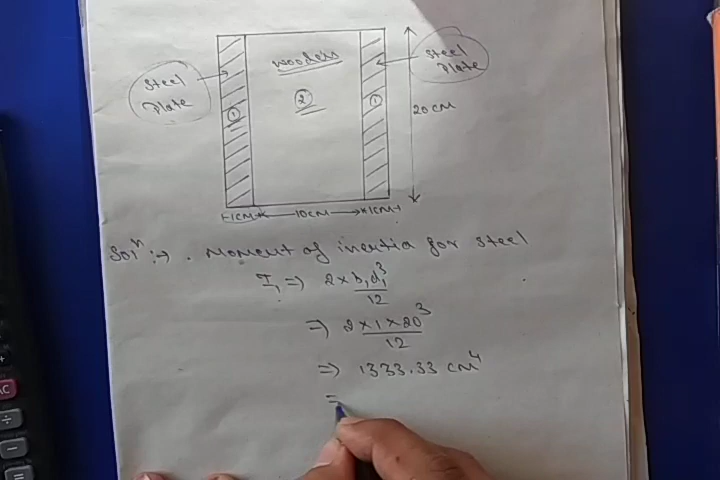 wooden
steel plate
②
①
①
steel plate
20 CM
1CM
10CM
1CM
Solⁿ :→ . Moment of inertia for steel
I₁ ⇒ 2 × b₁d₁³ / 12
⇒ 2 × 1 × 20³ / 12
⇒ 1333.33 CM⁴
=
AC
÷
−
+